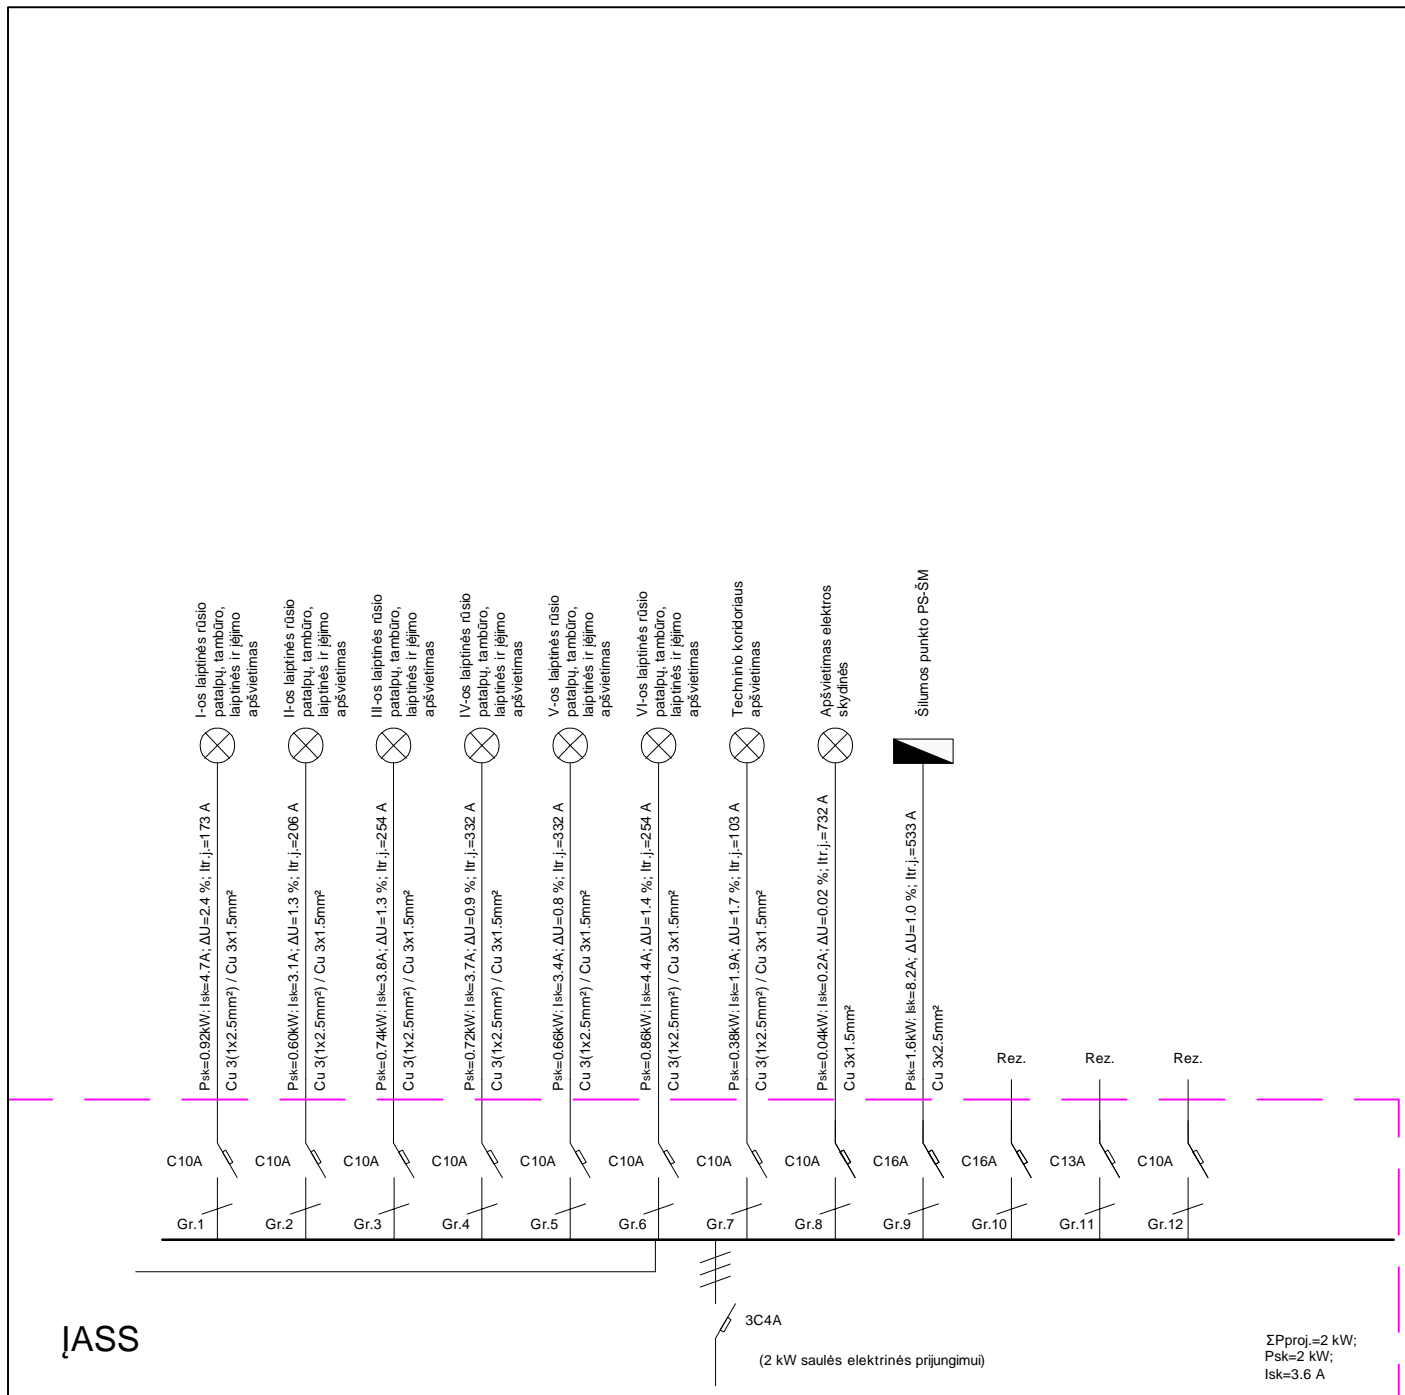 I-os laiptinės rūsio
patalpų, tambūro,
laiptinės ir įėjimo
apšvietimas
II-os laiptinės rūsio
patalpų, tambūro,
laiptinės ir įėjimo
apšvietimas
III-os laiptinės rūsio
patalpų, tambūro,
laiptinės ir įėjimo
apšvietimas
IV-os laiptinės rūsio
patalpų, tambūro,
laiptinės ir įėjimo
apšvietimas
V-os laiptinės rūsio
patalpų, tambūro,
laiptinės ir įėjimo
apšvietimas
VI-os laiptinės rūsio
patalpų, tambūro,
laiptinės ir įėjimo
apšvietimas
Techninio koridoriaus
apšvietimas
Apšvietimas elektros
skydinės
Šilumos punkto PS-ŠM
Psk=0.92kW; Isk=4.7A; ΔU=2.4 %; Itr.j.=173 A
Cu 3(1x2.5mm²) / Cu 3x1.5mm²
Psk=0.60kW; Isk=3.1A; ΔU=1.3 %; Itr.j.=206 A
Cu 3(1x2.5mm²) / Cu 3x1.5mm²
Psk=0.74kW; Isk=3.8A; ΔU=1.3 %; Itr.j.=254 A
Cu 3(1x2.5mm²) / Cu 3x1.5mm²
Psk=0.72kW; Isk=3.7A; ΔU=0.9 %; Itr.j.=332 A
Cu 3(1x2.5mm²) / Cu 3x1.5mm²
Psk=0.66kW; Isk=3.4A; ΔU=0.8 %; Itr.j.=332 A
Cu 3(1x2.5mm²) / Cu 3x1.5mm²
Psk=0.86kW; Isk=4.4A; ΔU=1.4 %; Itr.j.=254 A
Cu 3(1x2.5mm²) / Cu 3x1.5mm²
Psk=0.38kW; Isk=1.9A; ΔU=1.7 %; Itr.j.=103 A
Cu 3(1x2.5mm²) / Cu 3x1.5mm²
Psk=0.04kW; Isk=0.2A; ΔU=0.02 %; Itr.j.=732 A
Cu 3x1.5mm²
Psk=1.6kW; Isk=8.2A; ΔU=1.0 %; Itr.j.=533 A
Cu 3x2.5mm²
Rez. Rez. Rez.
C10A C10A C10A C10A C10A C10A C10A C10A C16A C16A C13A C10A
Gr.1 Gr.2 Gr.3 Gr.4 Gr.5 Gr.6 Gr.7 Gr.8 Gr.9 Gr.10 Gr.11 Gr.12
3C4A
(2 kW saulės elektrinės prijungimui)
ĮASS
ΣPproj.=2 kW;
Psk=2 kW;
Isk=3.6 A